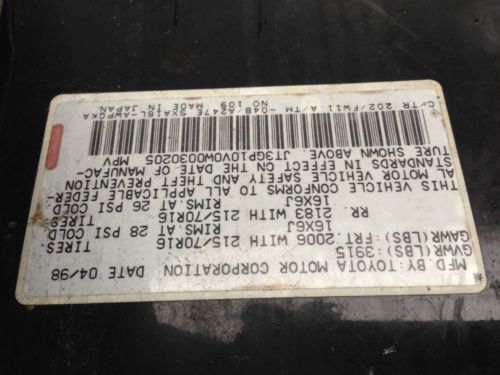 MFD. BY: TOYOTA MOTOR CORPORATION DATE 04/98
GVWR(LBS):3915
GAWR(LBS):FRT. 2006 WITH 215/70R16 TIRES,
16X6J RIMS, AT 28 PSI COLD
RR. 2183 WITH 215/70R16 TIRES,
16X6J RIMS, AT 26 PSI COLD
THIS VEHICLE CONFORMS TO ALL APPLICABLE FEDER-
AL MOTOR VEHICLE SAFETY AND THEFT PREVENTION
STANDARDS IN EFFECT ON THE DATE OF MANUFAC-
TURE SHOWN ABOVE. JT3GP10V0W0030205 MPV
C/TR: 202/FW11 A/TM: -04B/A247E SXA16L-AWPGKA
NO.109 MADE IN JAPAN